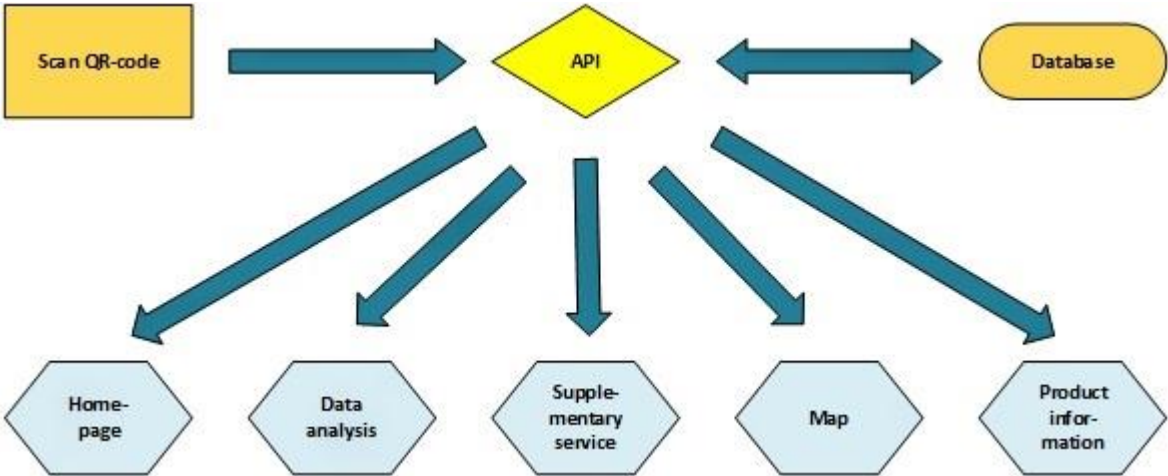 Scan QR-code
API
Database
Home-
page
Data
analysis
Supple-
mentary
service
Map
Product
infor-
mation